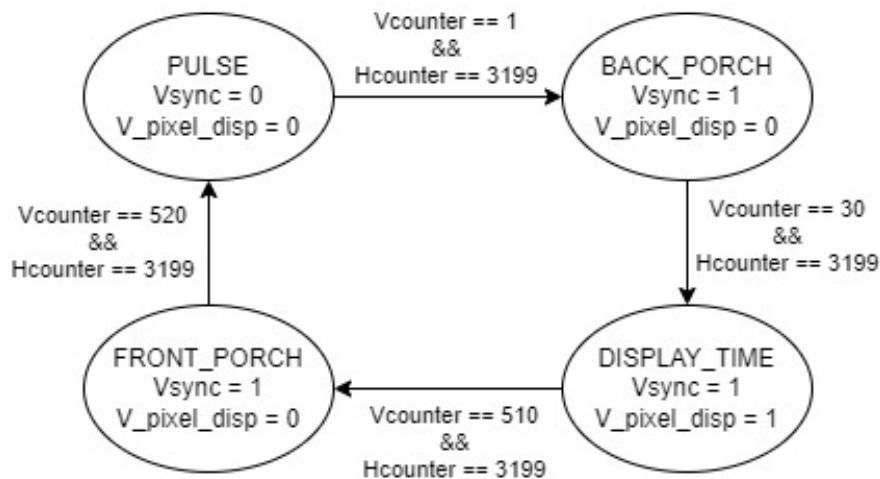 PULSE
Vsync = 0
V_pixel_disp = 0
Vcounter == 1
&&
Hcounter == 3199
BACK_PORCH
Vsync = 1
V_pixel_disp = 0
Vcounter == 520
&&
Hcounter == 3199
Vcounter == 30
&&
Hcounter == 3199
FRONT_PORCH
Vsync = 1
V_pixel_disp = 0
Vcounter == 510
&&
Hcounter == 3199
DISPLAY_TIME
Vsync = 1
V_pixel_disp = 1